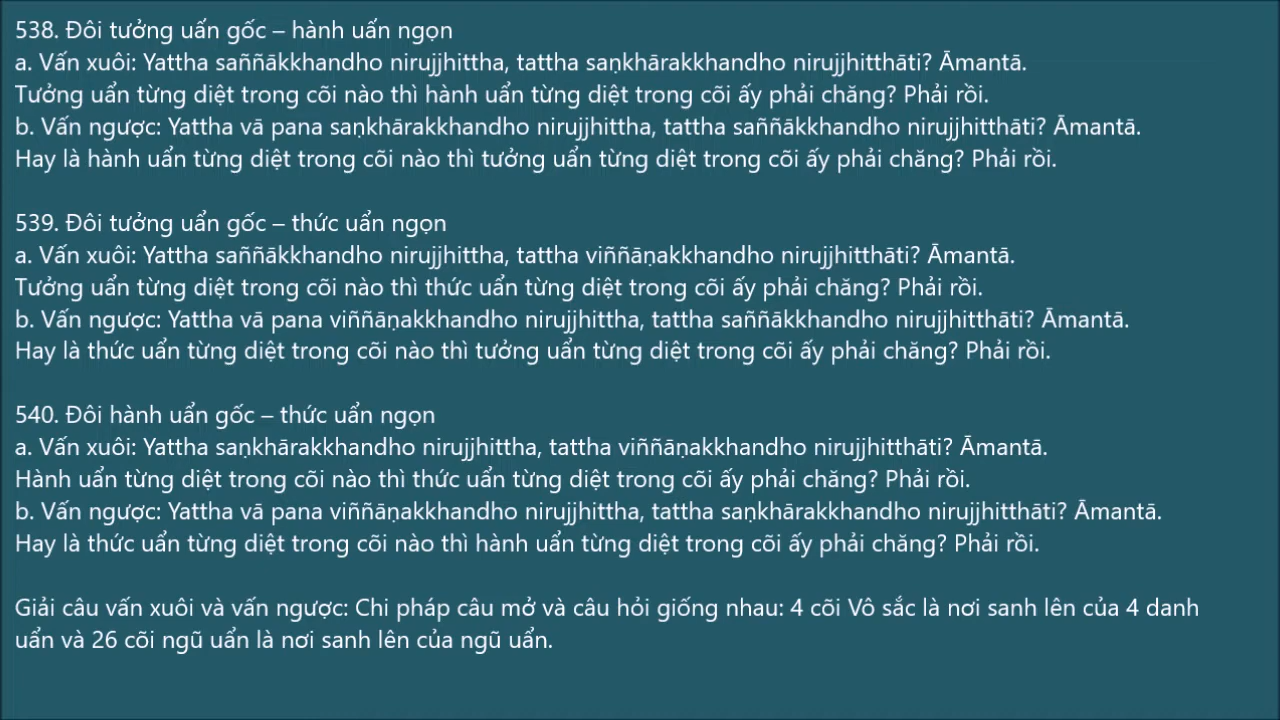 538. Đôi tưởng uẩn gốc – hành uẩn ngọn
a. Vấn xuôi: Yattha saññākkhandho nirujjhittha, tattha saṇkhārakkhandho nirujjhitthāti? Āmantā.
Tưởng uẩn từng diệt trong cõi nào thì hành uẩn từng diệt trong cõi ấy phải chăng? Phải rồi.
b. Vấn ngược: Yattha vā pana saṇkhārakkhandho nirujjhittha, tattha saññākkhandho nirujjhitthāti? Āmantā.
Hay là hành uẩn từng diệt trong cõi nào thì tưởng uẩn từng diệt trong cõi ấy phải chăng? Phải rồi.
539. Đôi tưởng uẩn gốc – thức uẩn ngọn
a. Vấn xuôi: Yattha saññākkhandho nirujjhittha, tattha viññāṇakkhandho nirujjhitthāti? Āmantā.
Tưởng uẩn từng diệt trong cõi nào thì thức uẩn từng diệt trong cõi ấy phải chăng? Phải rồi.
b. Vấn ngược: Yattha vā pana viññāṇakkhandho nirujjhittha, tattha saññākkhandho nirujjhitthāti? Āmantā.
Hay là thức uẩn từng diệt trong cõi nào thì tưởng uẩn từng diệt trong cõi ấy phải chăng? Phải rồi.
540. Đôi hành uẩn gốc – thức uẩn ngọn
a. Vấn xuôi: Yattha saṇkhārakkhandho nirujjhittha, tattha viññāṇakkhandho nirujjhitthāti? Āmantā.
Hành uẩn từng diệt trong cõi nào thì thức uẩn từng diệt trong cõi ấy phải chăng? Phải rồi.
b. Vấn ngược: Yattha vā pana viññāṇakkhandho nirujjhittha, tattha saṇkhārakkhandho nirujjhitthāti? Āmantā.
Hay là thức uẩn từng diệt trong cõi nào thì hành uẩn từng diệt trong cõi ấy phải chăng? Phải rồi.
Giải câu vấn xuôi và vấn ngược: Chi pháp câu mở và câu hỏi giống nhau: 4 cõi Vô sắc là nơi sanh lên của 4 danh
uẩn và 26 cõi ngũ uẩn là nơi sanh lên của ngũ uẩn.